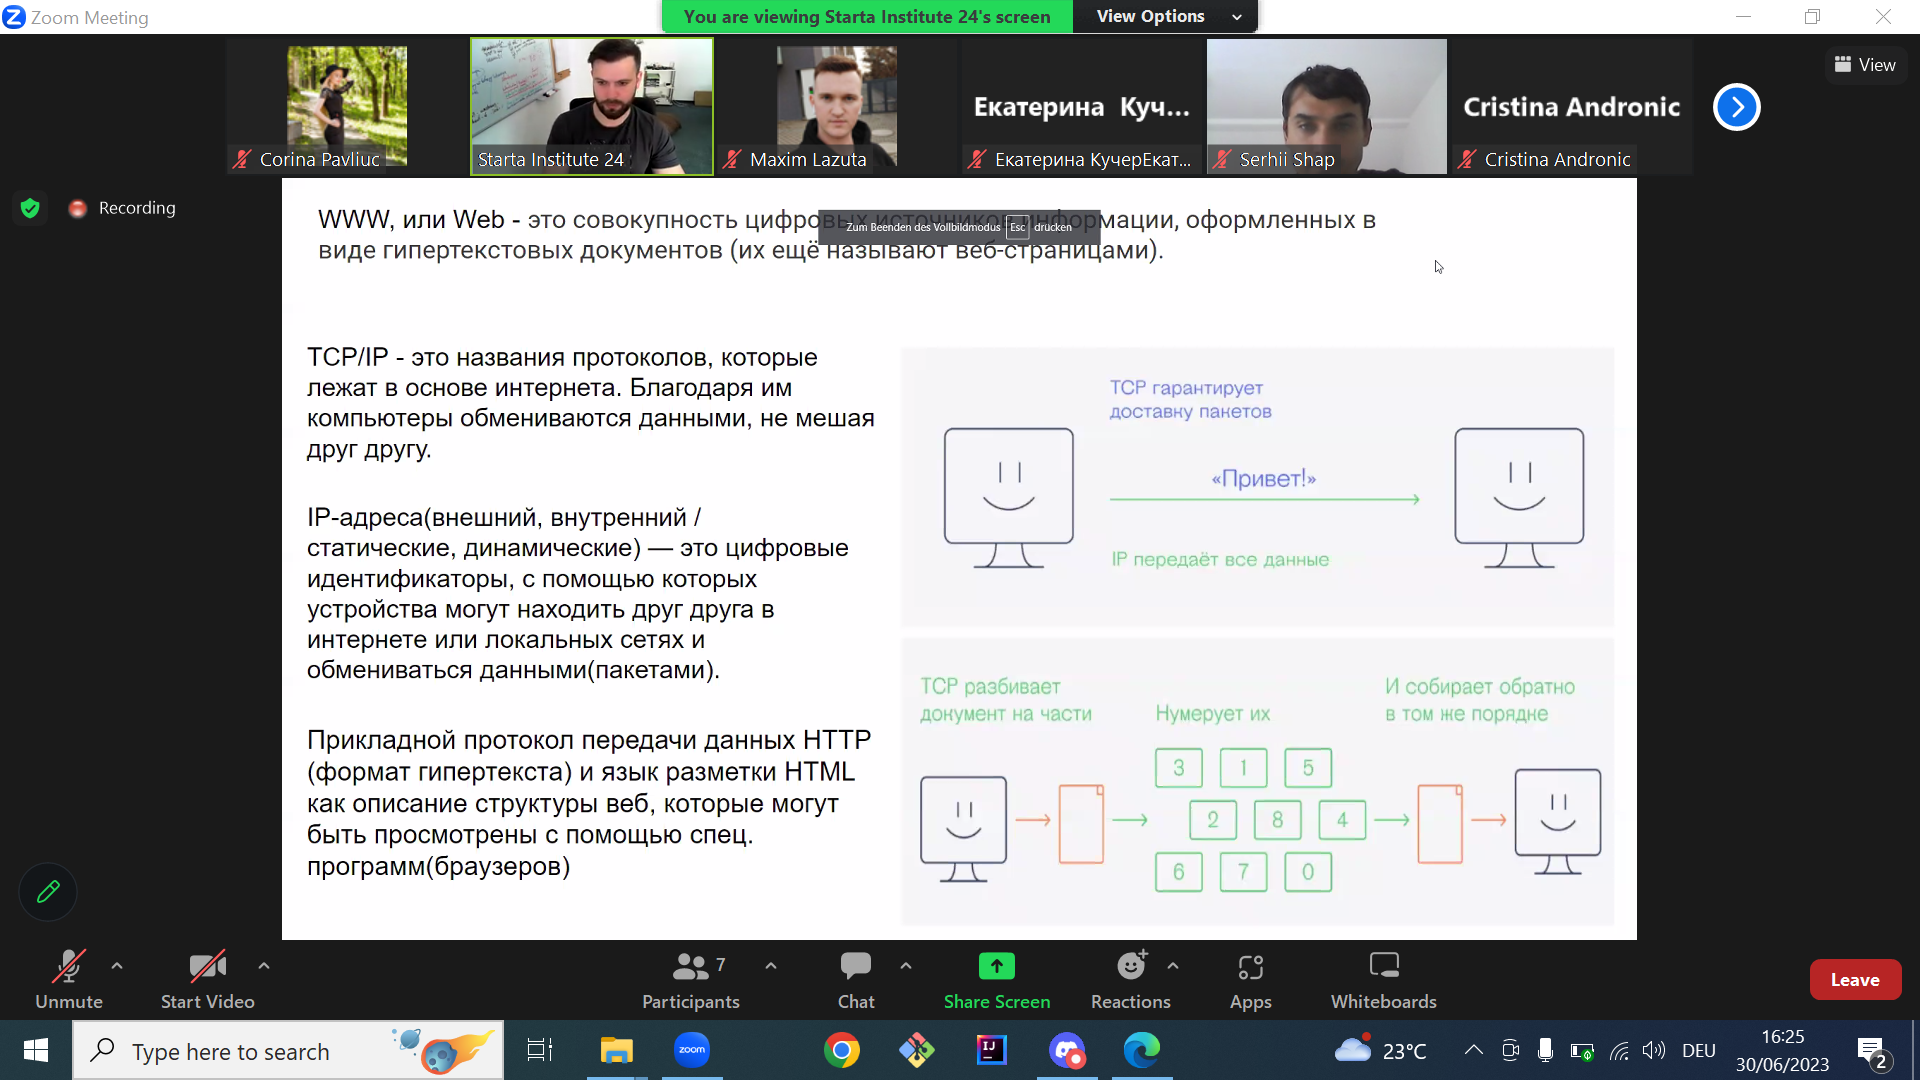 Zoom Meeting
You are viewing Starta Institute 24's screen
View Options
Corina Pavliuc
Starta Institute 24
Maxim Lazuta
Екатерина Куч...
Екатерина КучерЕкат...
Serhii Shap
Cristina Andronic
Cristina Andronic
View
Recording
WWW, или Web - это совокупность цифровых источников информации, оформленных в
виде гипертекстовых документов (их ещё называют веб-страницами).
Zum Beenden des Vollbildmodus Esc drücken
TCP/IP - это названия протоколов, которые
лежат в основе интернета. Благодаря им
компьютеры обмениваются данными, не мешая
друг другу.
IP-адреса(внешний, внутренний /
статические, динамические) — это цифровые
идентификаторы, с помощью которых
устройства могут находить друг друга в
интернете или локальных сетях и
обмениваться данными(пакетами).
Прикладной протокол передачи данных HTTP
(формат гипертекста) и язык разметки HTML
как описание структуры веб, которые могут
быть просмотрены с помощью спец.
программ(браузеров)
TCP гарантирует
доставку пакетов
«Привет!»
IP передаёт все данные
TCP разбивает
документ на части
Нумерует их
И собирает обратно
в том же порядке
3 1 5
2 8 4
6 7 0
Unmute
Start Video
7
Participants
Chat
Share Screen
Reactions
Apps
Whiteboards
Leave
Type here to search
zoom
IJ
23°C
DEU
16:25
30/06/2023
2